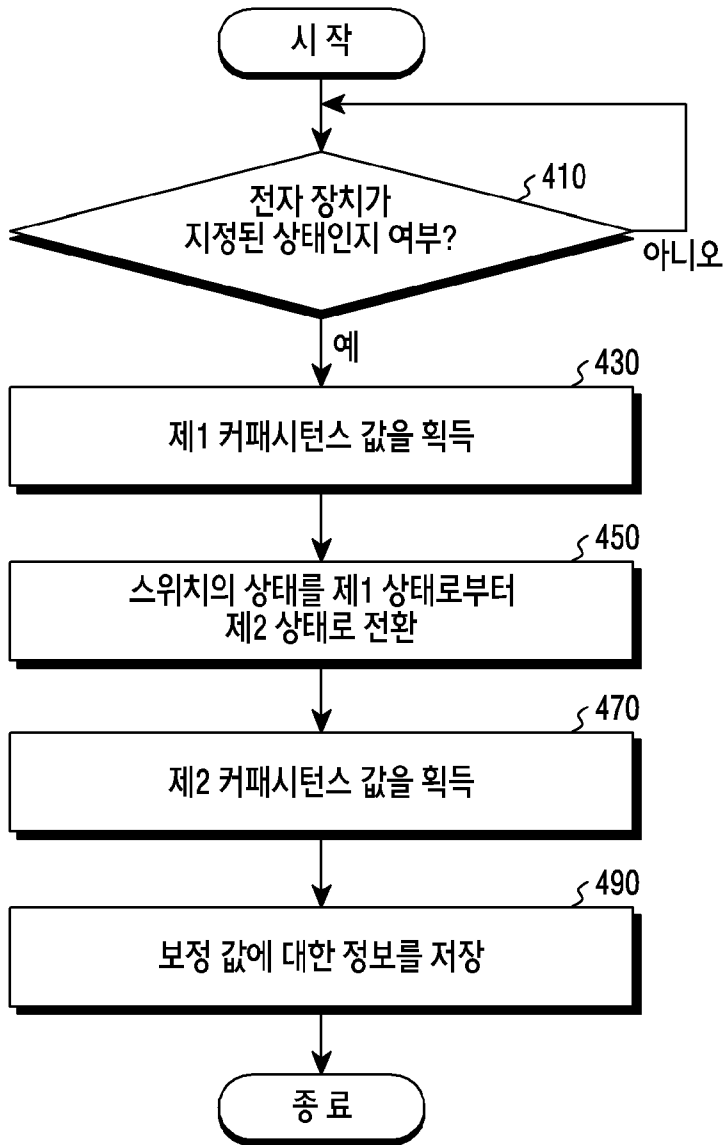 시작
410
전자 장치가
지정된 상태인지 여부?
아니오
예
430
제1 커패시턴스 값을 획득
450
스위치의 상태를 제1 상태로부터
제2 상태로 전환
470
제2 커패시턴스 값을 획득
490
보정 값에 대한 정보를 저장
종료